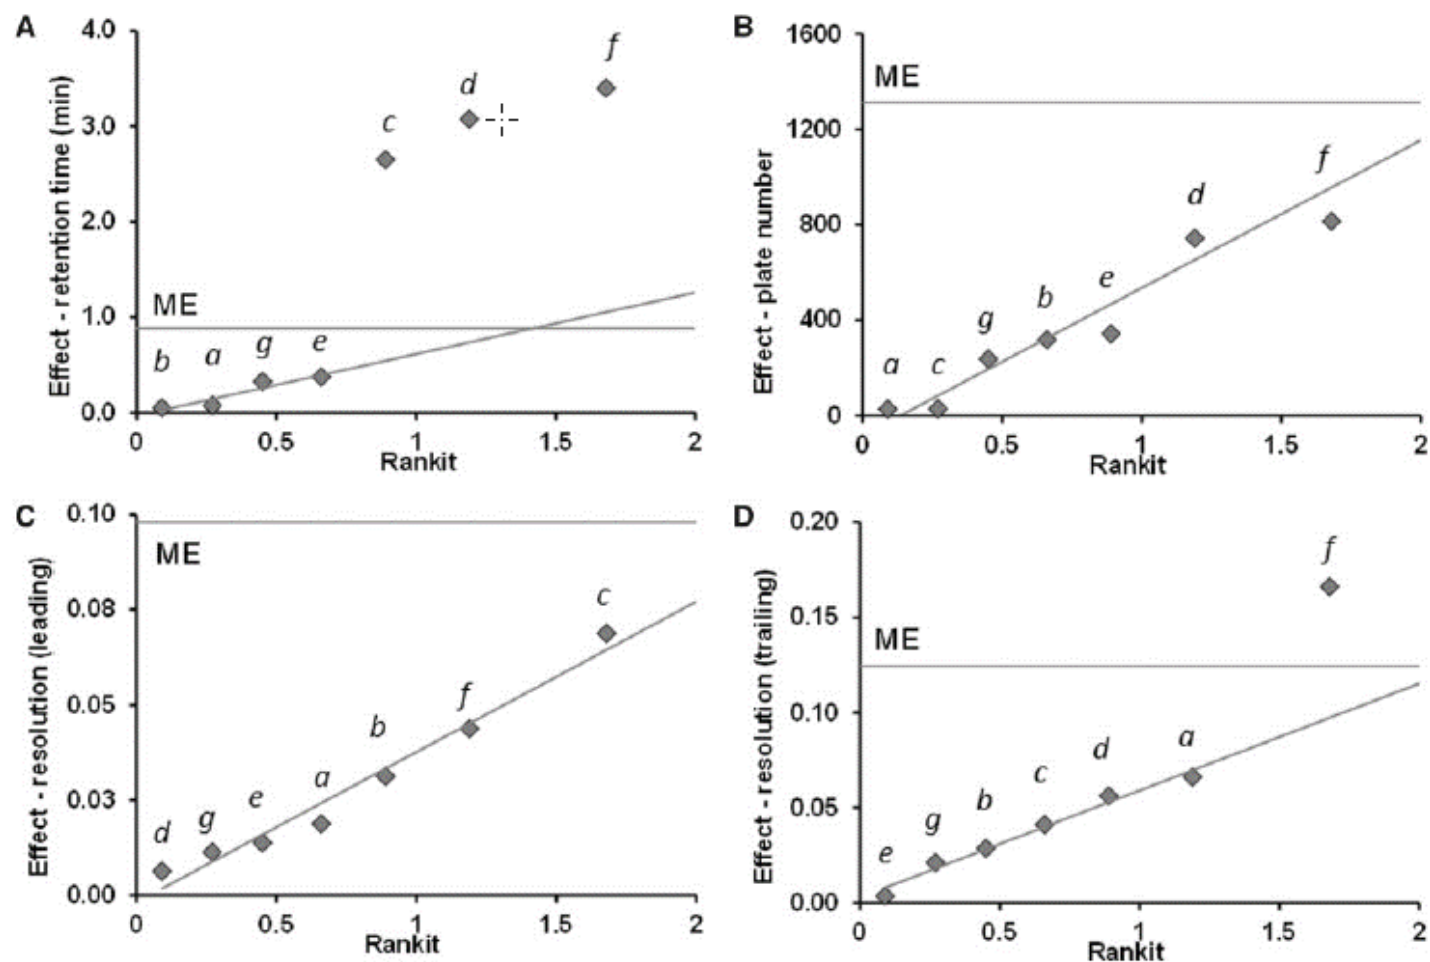 A
Effect - retention time (min)
4.0
3.0
2.0
1.0
0.0
ME
b a g e c d f
0 0.5 1 1.5 2
Rankit
B
Effect - plate number
1600
1200
800
400
0
ME
a c g b e d f
0 0.5 1 1.5 2
Rankit
C
Effect - resolution (leading)
0.10
0.08
0.05
0.03
0.00
ME
d g e a b f c
0 0.5 1 1.5 2
Rankit
D
Effect - resolution (trailing)
0.20
0.15
0.10
0.05
0.00
ME
e g b c d a f
0 0.5 1 1.5 2
Rankit